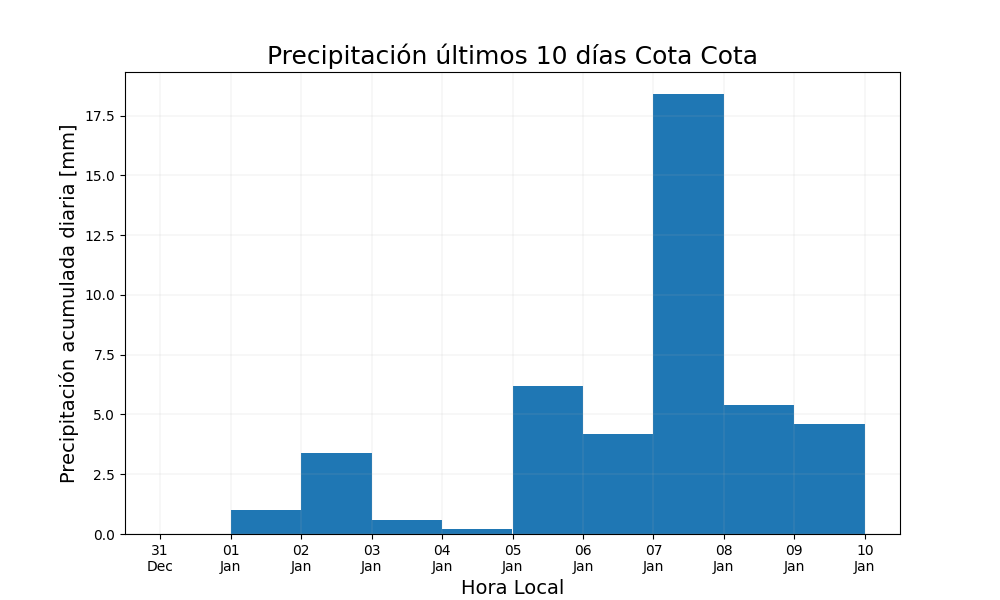 Precipitación últimos 10 días Cota Cota
Precipitación acumulada diaria [mm]
17.5
15.0
12.5
10.0
7.5
5.0
2.5
0.0
31 01 02 03 04 05 06 07 08 09 10
Dec Jan Jan Jan Jan Jan Jan Jan Jan Jan Jan
Hora Local